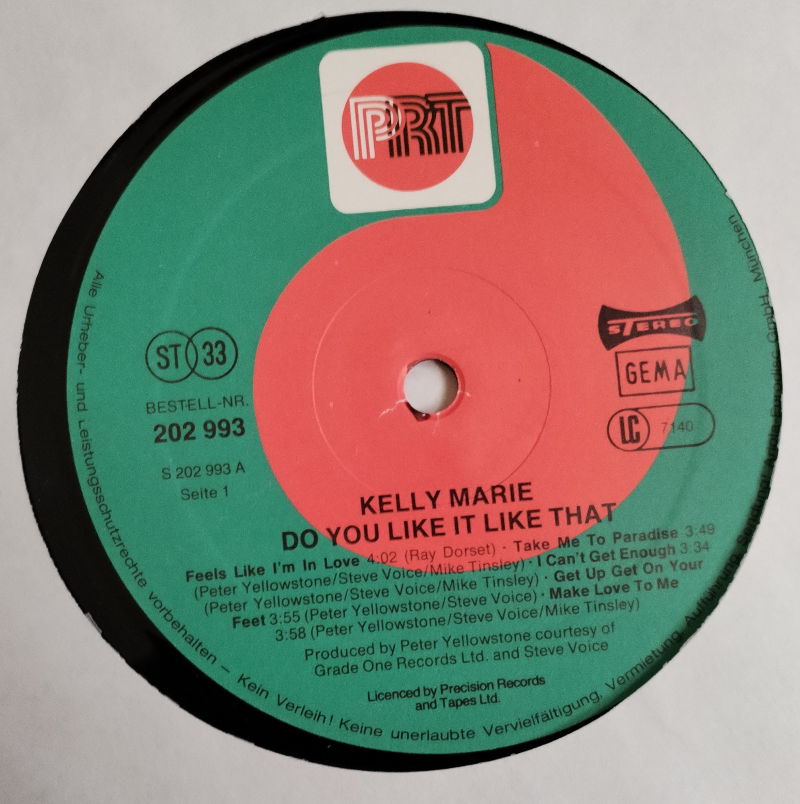 PRT
STEREO
GEMA
LC 7140
ST 33
BESTELL-NR.
202 993
S 202 993 A
Seite 1
KELLY MARIE
DO YOU LIKE IT LIKE THAT
Feels Like I'm In Love 4:02 (Ray Dorset) · Take Me To Paradise 3:49
(Peter Yellowstone/Steve Voice/Mike Tinsley) · I Can't Get Enough 3:34
(Peter Yellowstone/Steve Voice/Mike Tinsley) · Get Up Get On Your
Feet 3:55 (Peter Yellowstone/Steve Voice) · Make Love To Me
3:58 (Peter Yellowstone/Steve Voice/Mike Tinsley)
Produced by Peter Yellowstone courtesy of
Grade One Records Ltd. and Steve Voice
Licenced by Precision Records
and Tapes Ltd.
Alle Urheber- und Leistungsschutzrechte vorbehalten – Kein Verleih! Keine unerlaubte Vervielfältigung, Vermietung, Aufführung, GmbH, München